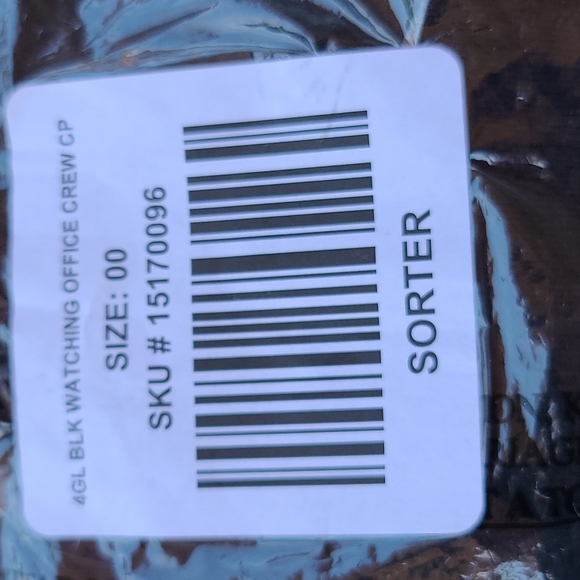 4GL BLK WATCHING OFFICE CREW CP
SIZE: 00
SKU # 15170096
SORTER